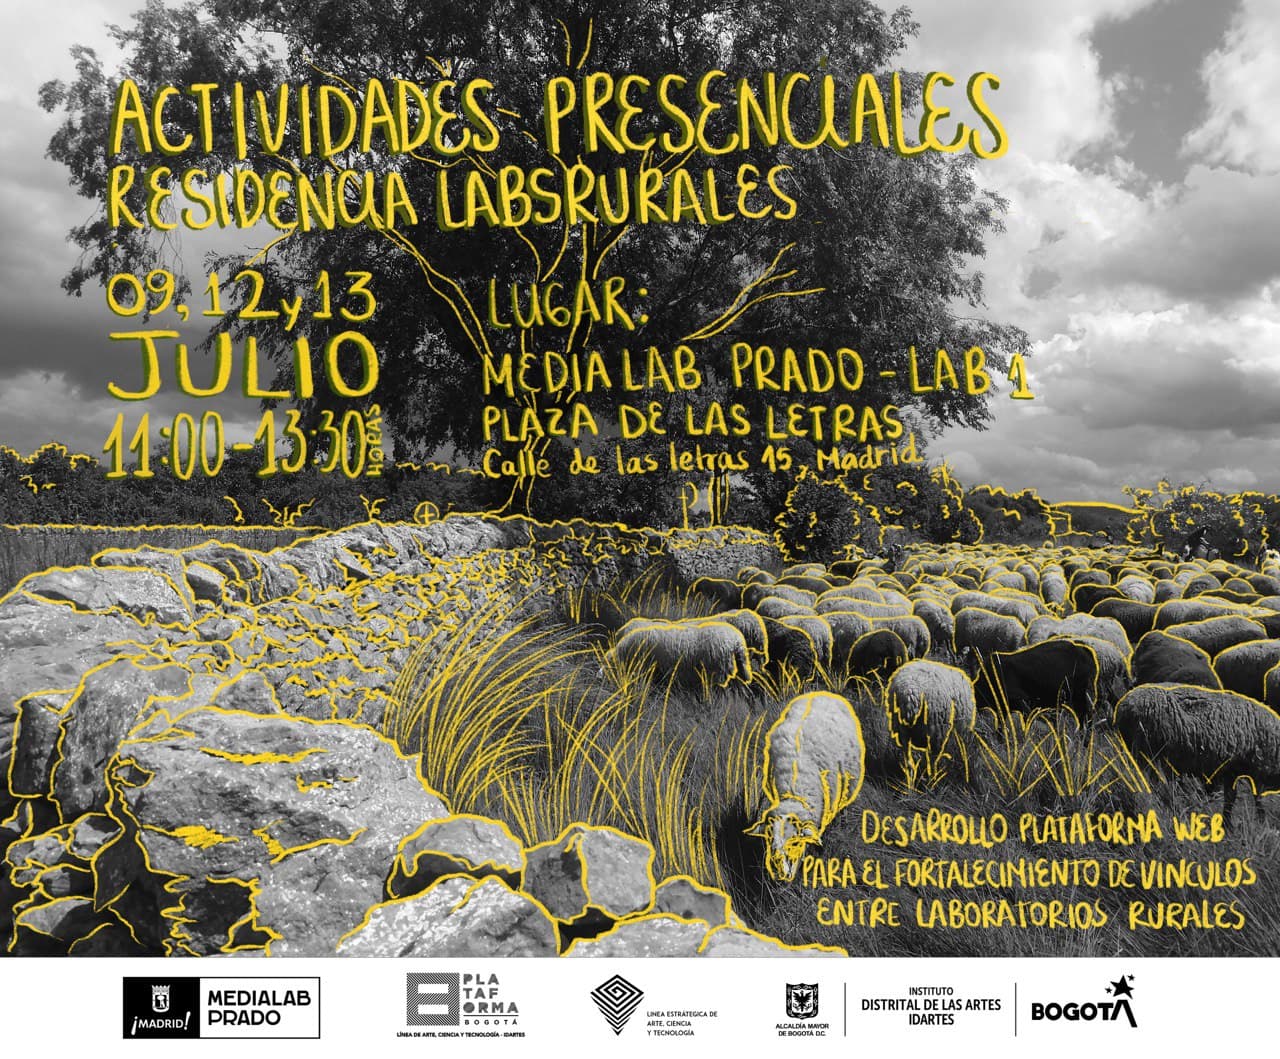 ACTIVIDADES PRESENCIALES
RESIDENCIA LABSRURALES
09, 12 y 13
JULIO
11:00-13:30 HORAS
LUGAR:
MEDIALAB PRADO - LAB 1
PLAZA DE LAS LETRAS
Calle de las letras 15, Madrid
DESARROLLO PLATAFORMA WEB
PARA EL FORTALECIMIENTO DE VINCULOS
ENTRE LABORATORIOS RURALES
¡MADRID!
MEDIALAB
PRADO
PLA
TAF
ORMA
BOGOTÁ
LÍNEA DE ARTE, CIENCIA Y TECNOLOGÍA - IDARTES
LINEA ESTRÁTEGICA DE
ARTE, CIENCIA
Y TECNOLOGÍA
ALCALDÍA MAYOR
DE BOGOTÁ D.C.
INSTITUTO
DISTRITAL DE LAS ARTES
IDARTES
BOGOTÁ